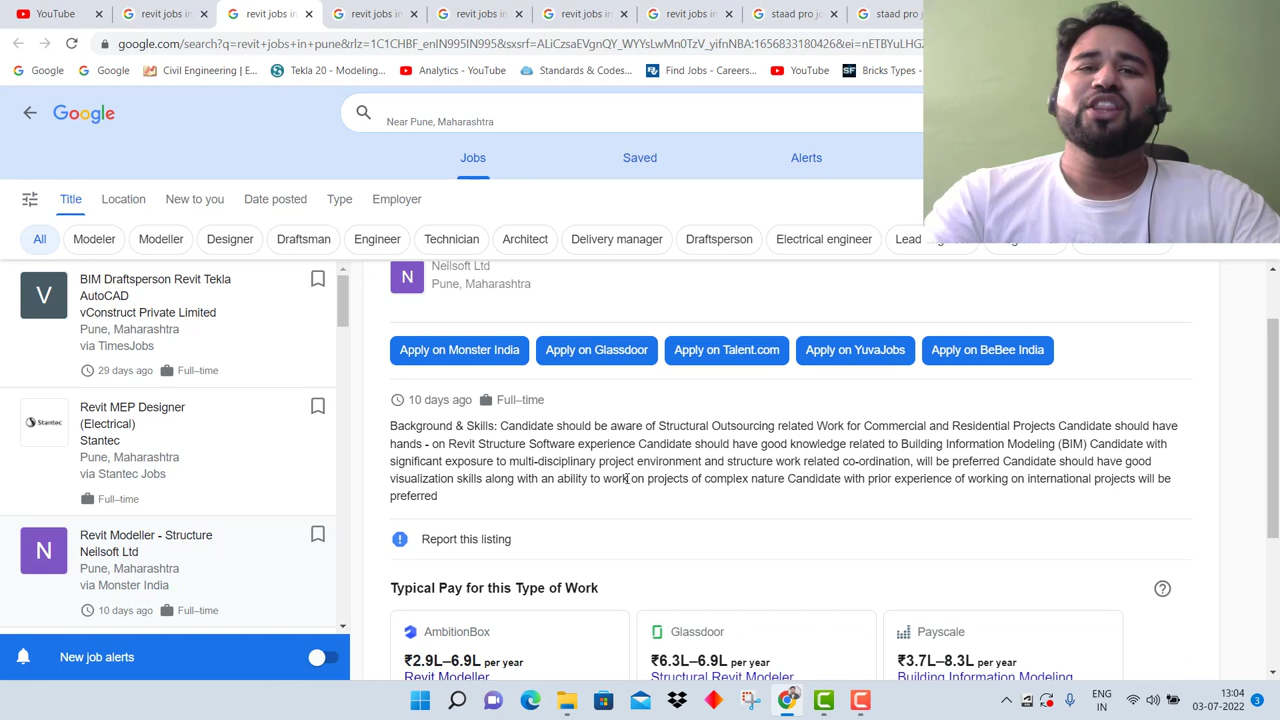 YouTube
revit jobs in
revit jobs in
revit jobs in
revit jobs in
revit jobs in
revit jobs in
staad pro jo
staad pro jo
google.com/search?q=revit+jobs+in+pune&rlz=1C1CHBF_enIN995IN995&sxsrf=ALiCzsaEVgnQY_WYYsLwMn0TzV_yifnNBA:1656833180426&ei=nETBYuLHG
Google
Google
Civil Engineering | E...
Tekla 20 - Modeling...
Analytics - YouTube
Standards & Codes...
Find Jobs - Careers...
YouTube
Bricks Types -
Google
Near Pune, Maharashtra
Jobs
Saved
Alerts
Title
Location
New to you
Date posted
Type
Employer
All
Modeler
Modeller
Designer
Draftsman
Engineer
Technician
Architect
Delivery manager
Draftsperson
Electrical engineer
Lead
V
BIM Draftsperson Revit Tekla
AutoCAD
vConstruct Private Limited
Pune, Maharashtra
via TimesJobs
29 days ago
Full–time
Stantec
Revit MEP Designer
(Electrical)
Stantec
Pune, Maharashtra
via Stantec Jobs
Full–time
N
Revit Modeller - Structure
Neilsoft Ltd
Pune, Maharashtra
via Monster India
10 days ago
Full–time
New job alerts
N
Neilsoft Ltd
Pune, Maharashtra
Apply on Monster India
Apply on Glassdoor
Apply on Talent.com
Apply on YuvaJobs
Apply on BeBee India
10 days ago
Full–time
Background & Skills: Candidate should be aware of Structural Outsourcing related Work for Commercial and Residential Projects Candidate should have
hands - on Revit Structure Software experience Candidate should have good knowledge related to Building Information Modeling (BIM) Candidate with
significant exposure to multi-disciplinary project environment and structure work related co-ordination, will be preferred Candidate should have good
visualization skills along with an ability to work on projects of complex nature Candidate with prior experience of working on international projects will be
preferred
Report this listing
Typical Pay for this Type of Work
AmbitionBox
₹2.9L–6.9L per year
Revit Modeller
Glassdoor
₹6.3L–6.9L per year
Structural Revit Modeler
Payscale
₹3.7L–8.3L per year
Building Information Modeling
ENG
IN
13:04
03-07-2022
3